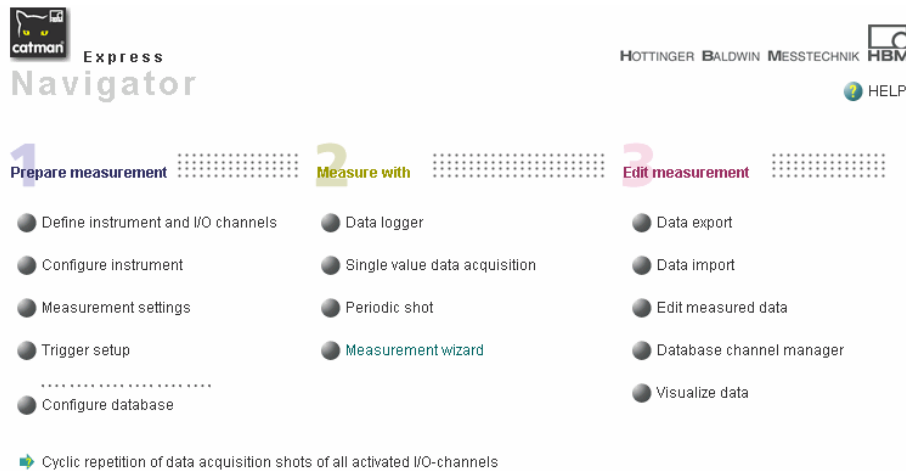 catman
Express
Navigator
HOTTINGER BALDWIN MESSTECHNIK HBM
HELP
1
Prepare measurement
Define instrument and I/O channels
Configure instrument
Measurement settings
Trigger setup
Configure database
2
Measure with
Data logger
Single value data acquisition
Periodic shot
Measurement wizard
3
Edit measurement
Data export
Data import
Edit measured data
Database channel manager
Visualize data
Cyclic repetition of data acquisition shots of all activated I/O-channels